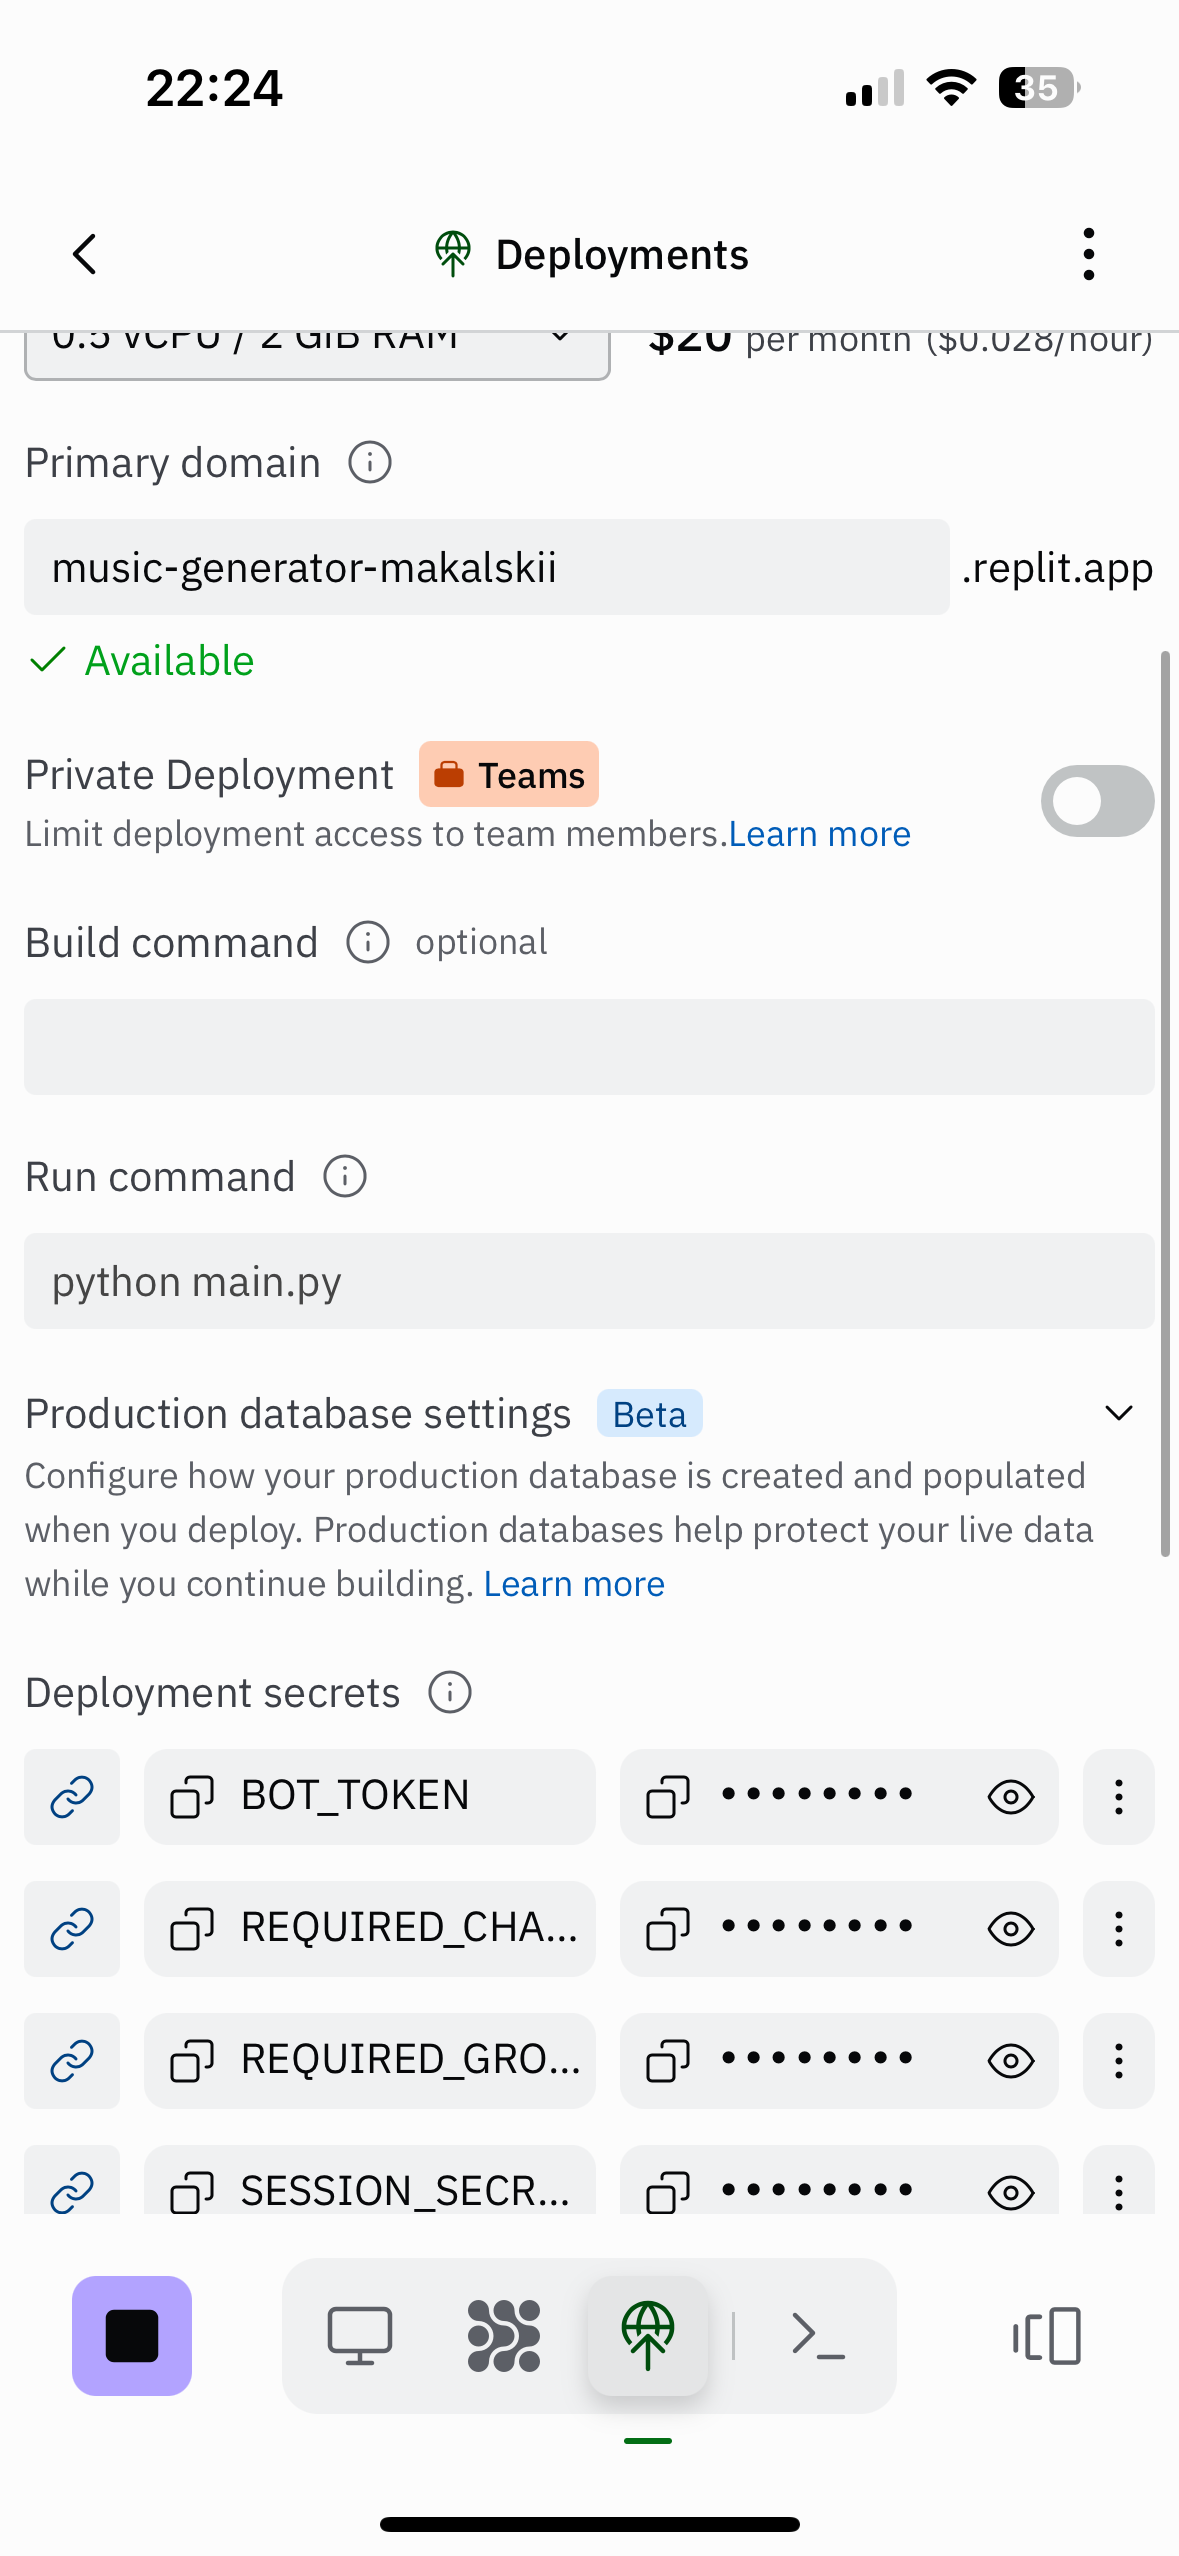 22:24
35
Deployments
0.5 vCPU / 2 GiB RAM
$20 per month ($0.028/hour)
Primary domain
music-generator-makalskii
.replit.app
Available
Private Deployment
Teams
Limit deployment access to team members.Learn more
Build command
optional
Run command
python main.py
Production database settings
Beta
Configure how your production database is created and populated
when you deploy. Production databases help protect your live data
while you continue building. Learn more
Deployment secrets
BOT_TOKEN
REQUIRED_CHA...
REQUIRED_GRO...
SESSION_SECR...